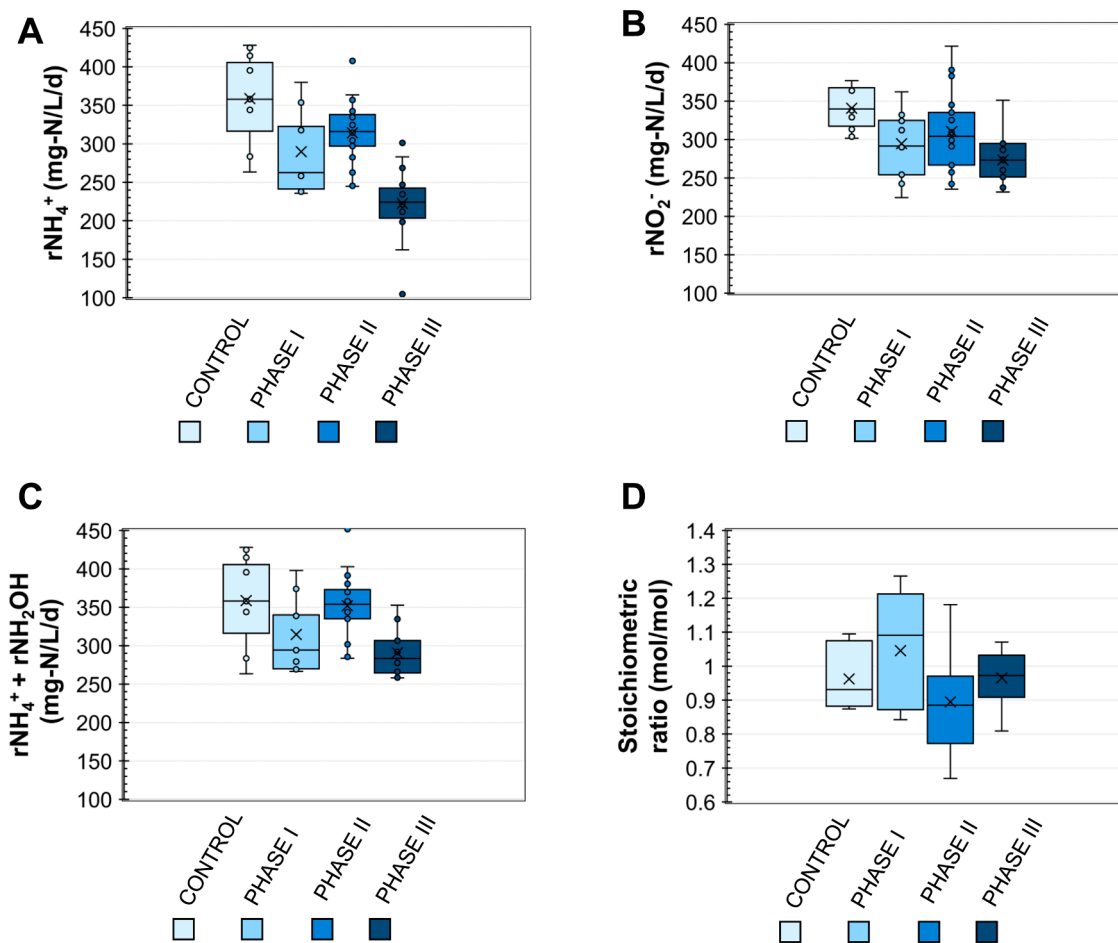 A
rNH₄⁺ (mg-N/L/d)
450
400
350
300
250
200
150
100
CONTROL
PHASE I
PHASE II
PHASE III
B
rNO₂⁻ (mg-N/L/d)
450
400
350
300
250
200
150
100
CONTROL
PHASE I
PHASE II
PHASE III
C
rNH₄⁺ + rNH₂OH
(mg-N/L/d)
450
400
350
300
250
200
150
100
CONTROL
PHASE I
PHASE II
PHASE III
D
Stoichiometric
ratio (mol/mol)
1.4
1.3
1.2
1.1
1
0.9
0.8
0.7
0.6
CONTROL
PHASE I
PHASE II
PHASE III